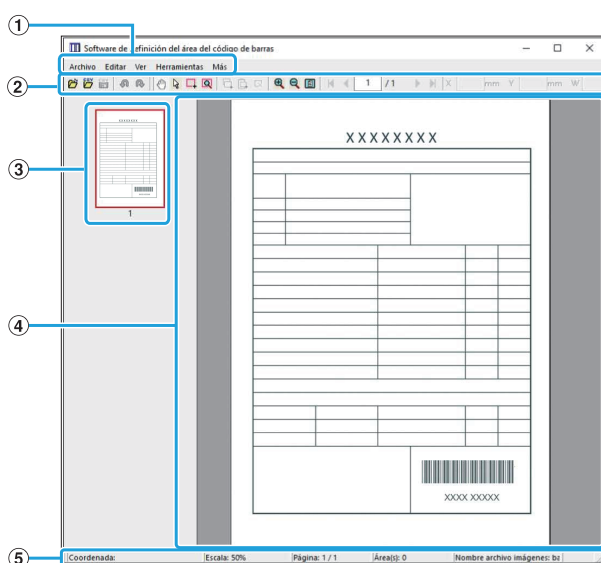 ①
Software de definición del área del código de barras
Archivo Editar Ver Herramientas Más
②
1 / 1 X mm Y mm W
③
1
XXXXXXXX
④
XXXX XXXXX
⑤
Coordenada: Escala: 50% Página: 1 / 1 Área(s): 0 Nombre archivo imágenes: ba